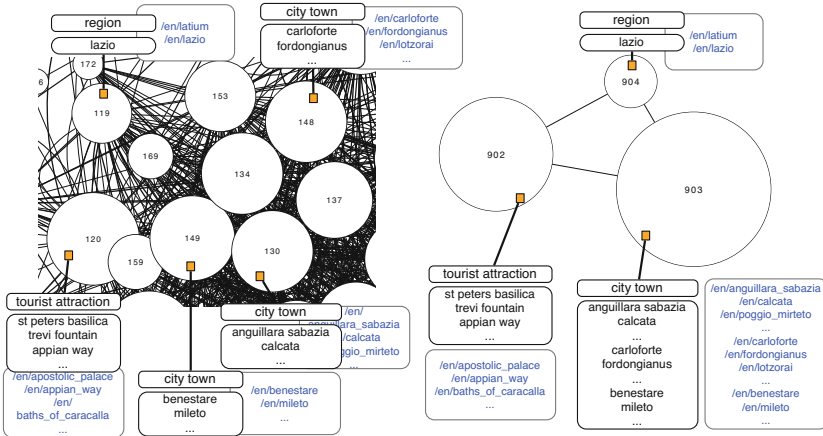 region
lazio
/en/latium
/en/lazio
city town
carloforte
fordongianus
...
/en/carloforte
/en/fordongianus
/en/lotzorai
...
6
172
119
153
148
169
134
137
120
159
149
130
tourist attraction
st peters basilica
trevi fountain
appian way
...
/en/apostolic_palace
/en/appian_way
/en/
baths_of_caracalla
...
city town
benestare
mileto
...
/en/benestare
/en/mileto
...
city town
anguillara sabazia
calcata
...
/en/
anguillara_sabazia
/calcata
oggio_mirteto
...
region
lazio
/en/latium
/en/lazio
904
902
903
tourist attraction
st peters basilica
trevi fountain
appian way
...
/en/apostolic_palace
/en/appian_way
/en/baths_of_caracalla
...
city town
anguillara sabazia
calcata
...
carloforte
fordongianus
...
benestare
mileto
...
/en/anguillara_sabazia
/en/calcata
/en/poggio_mirteto
...
/en/carloforte
/en/fordongianus
/en/lotzorai
...
/en/benestare
/en/mileto
...